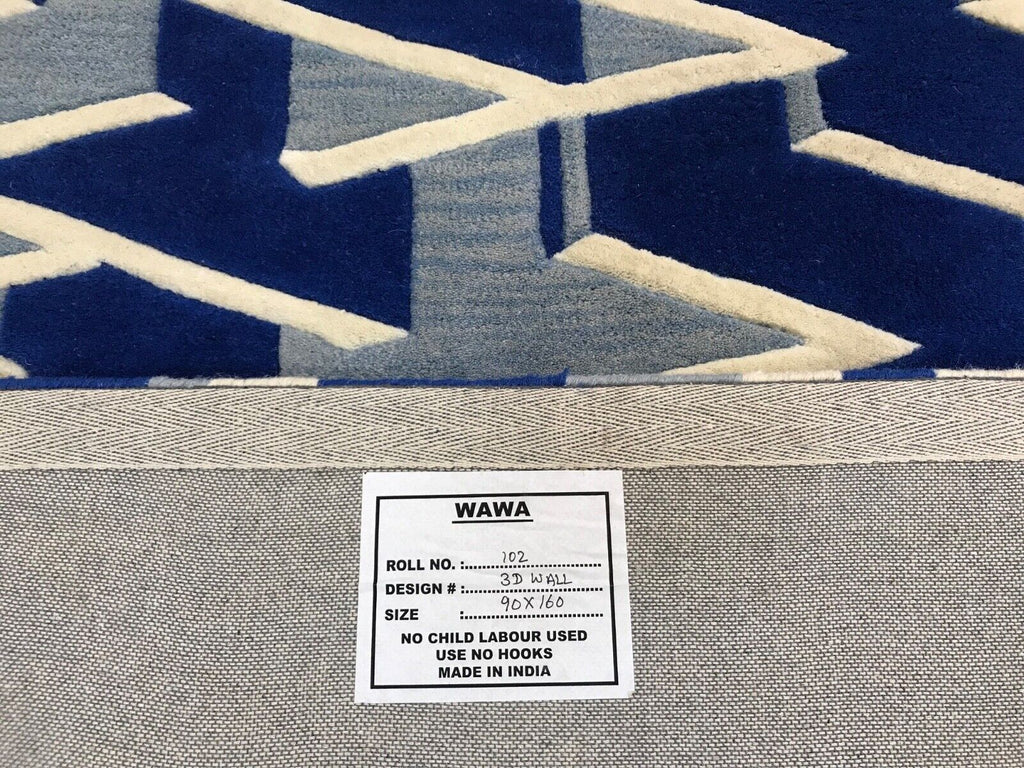 WAWA
ROLL NO. :........102........
DESIGN # :........3D WALL........
SIZE :........90X160........
NO CHILD LABOUR USED
USE NO HOOKS
MADE IN INDIA